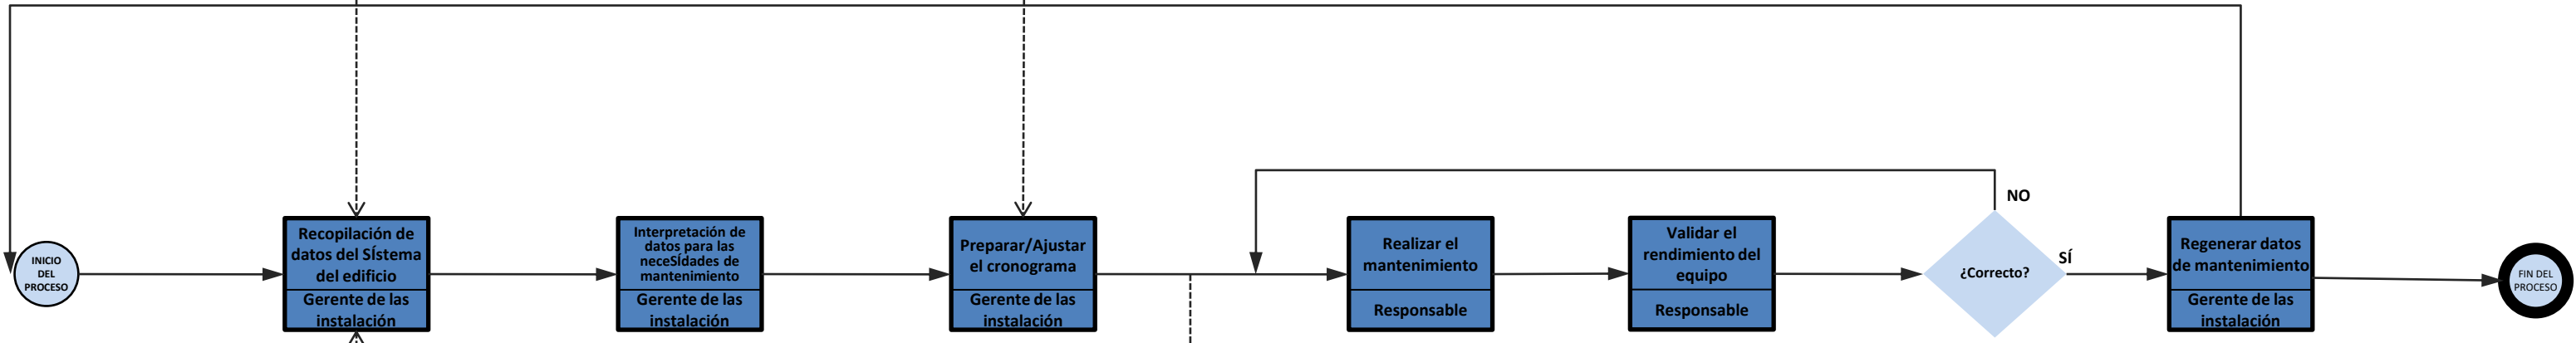 INICIO
DEL
PROCESO
Recopilación de
datos del SÍstema
del edificio
Gerente de las
instalación
Interpretación de
datos para las
neceSÍdades de
mantenimiento
Gerente de las
instalación
Preparar/Ajustar
el cronograma
Gerente de las
instalación
Realizar el
mantenimiento
Responsable
Validar el
rendimiento del
equipo
Responsable
¿Correcto?
NO
SÍ
Regenerar datos
de mantenimiento
Gerente de las
instalación
FIN DEL
PROCESO